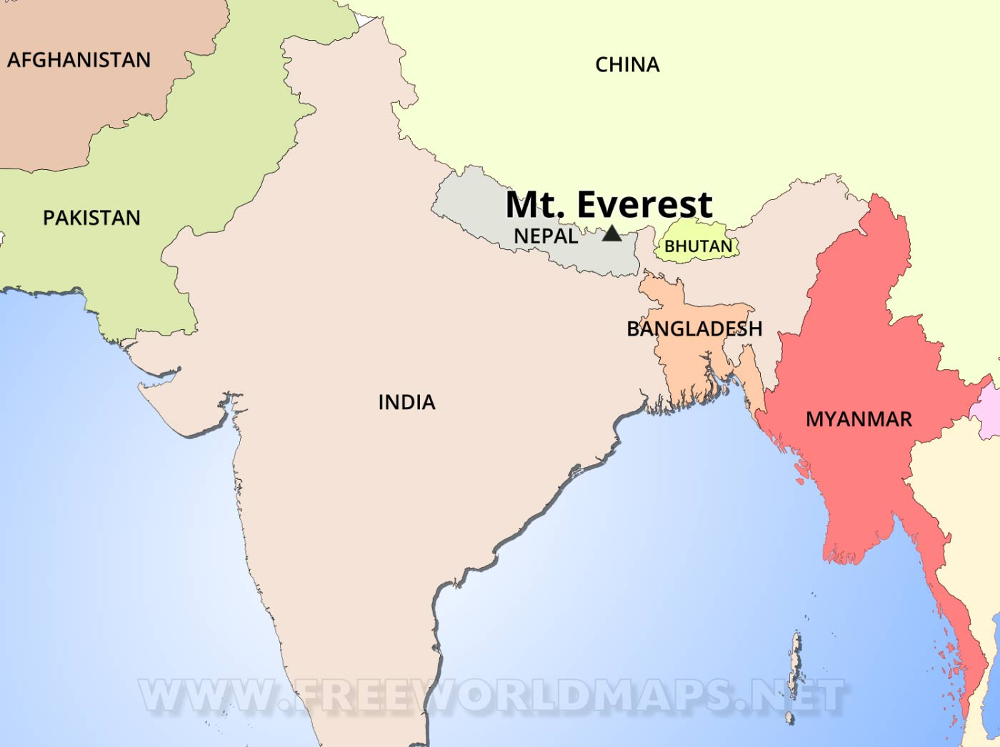 AFGHANISTAN
CHINA
PAKISTAN
Mt. Everest
NEPAL
BHUTAN
BANGLADESH
INDIA
MYANMAR
WWW.FREEWORLDMAPS.NET